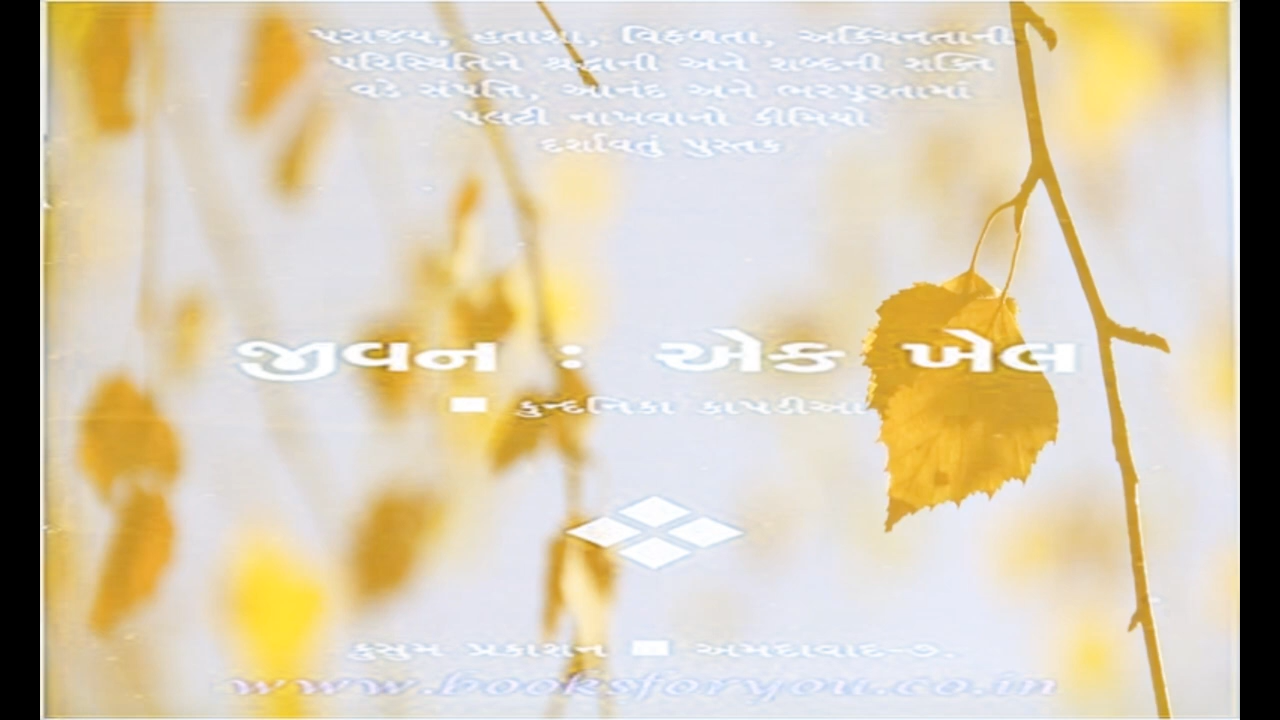 પરાજય, હતાશા, વિફળતા, અકિંચનતાની
પરિસ્થિતિને શ્રદ્ધાની અને શબ્દની શક્તિ
વડે સંપત્તિ, આનંદ અને ભરપૂરતામાં
પલટી નાખવાનો કીમિયો
દર્શાવતું પુસ્તક
જીવન : એક ખેલ
■ કુન્દનિકા કાપડીઆ
કુસુમ પ્રકાશન ■ અમદાવાદ-૭.
www.booksforyou.co.in